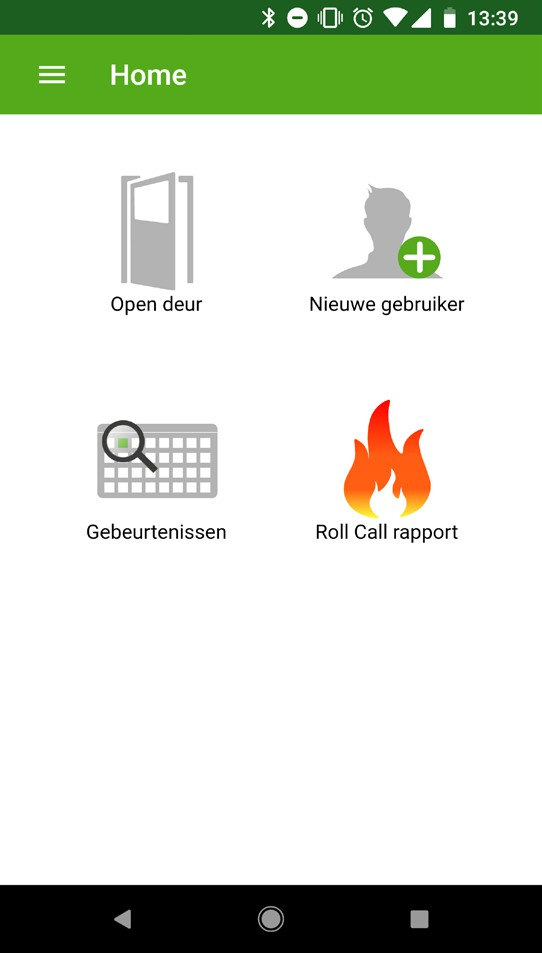 13:39
Home
Open deur
Nieuwe gebruiker
Gebeurtenissen
Roll Call rapport